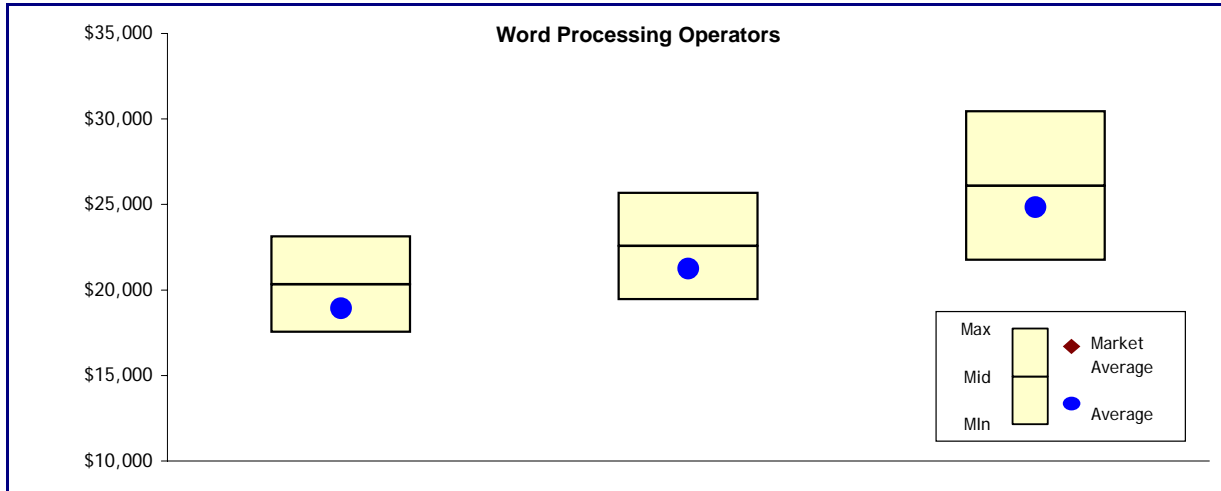 Word Processing Operators
$35,000
$30,000
$25,000
$20,000
$15,000
$10,000
Max
Mid
MIn
Market
Average
Average